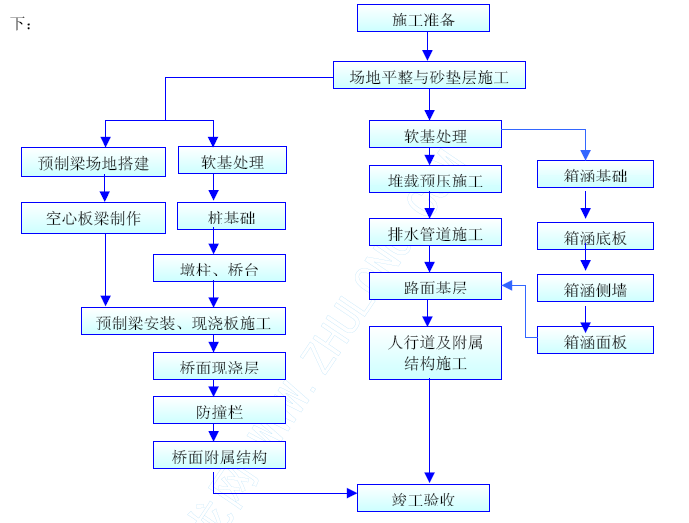 下：
施工准备
场地平整与砂垫层施工
软基处理
预制梁场地搭建
软基处理
箱涵基础
堆载预压施工
空心板梁制作
桩基础
排水管道施工
箱涵底板
墩柱、桥台
路面基层
箱涵侧墙
预制梁安装、现浇板施工
人行道及附属
结构施工
箱涵面板
桥面现浇层
防撞栏
桥面附属结构
竣工验收